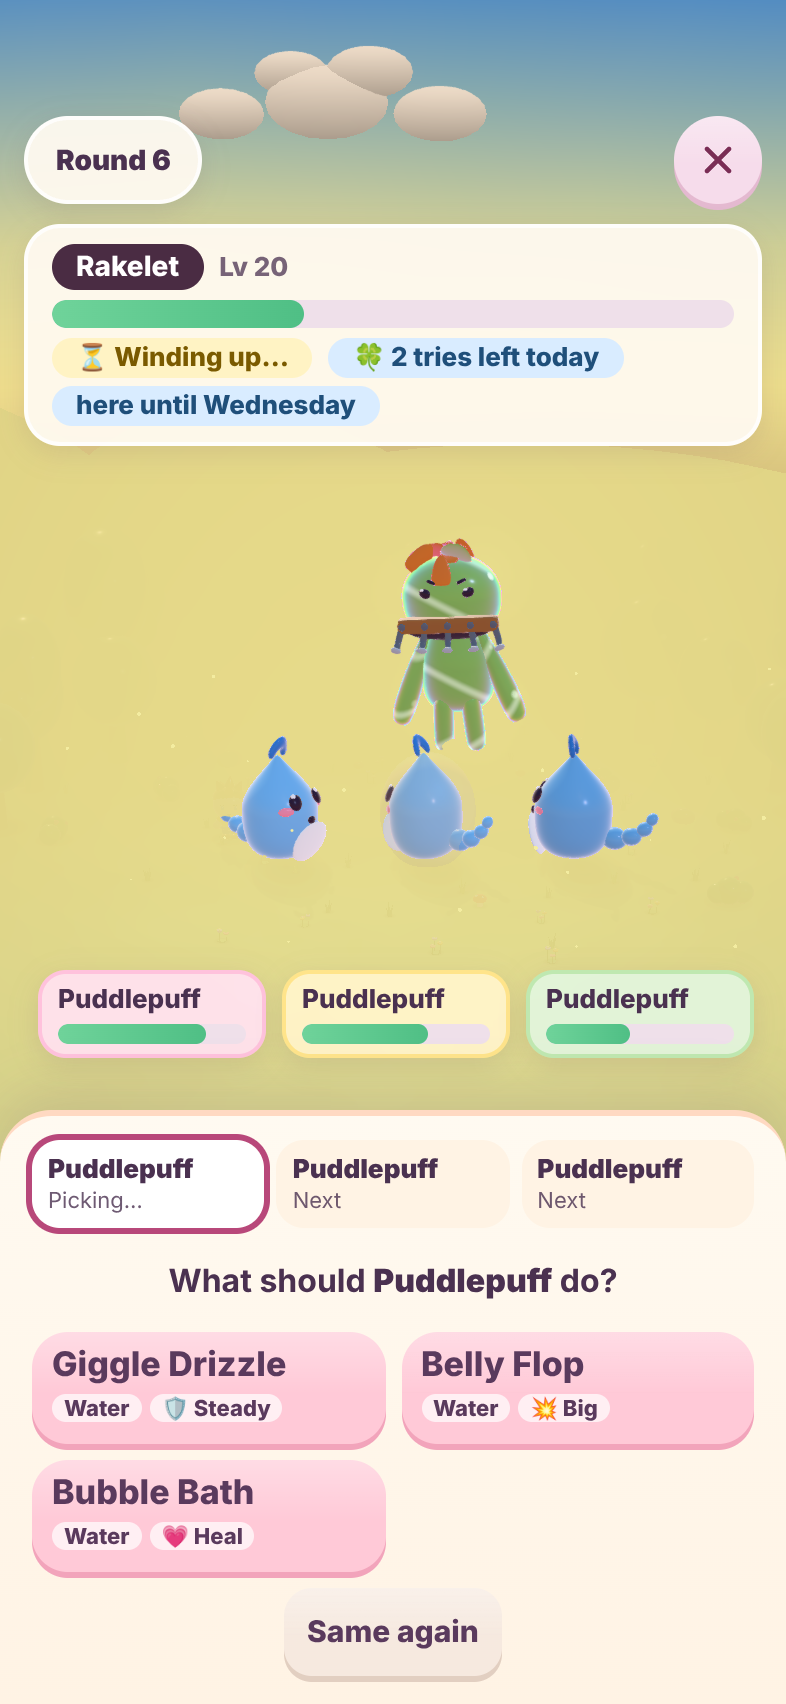 Round 6
Rakelet Lv 20
⏳ Winding up...
🍀 2 tries left today
here until Wednesday
Puddlepuff
Puddlepuff
Puddlepuff
Puddlepuff
Picking...
Puddlepuff
Next
Puddlepuff
Next
What should Puddlepuff do?
Giggle Drizzle
Water 🛡️ Steady
Belly Flop
Water 💥 Big
Bubble Bath
Water 💗 Heal
Same again